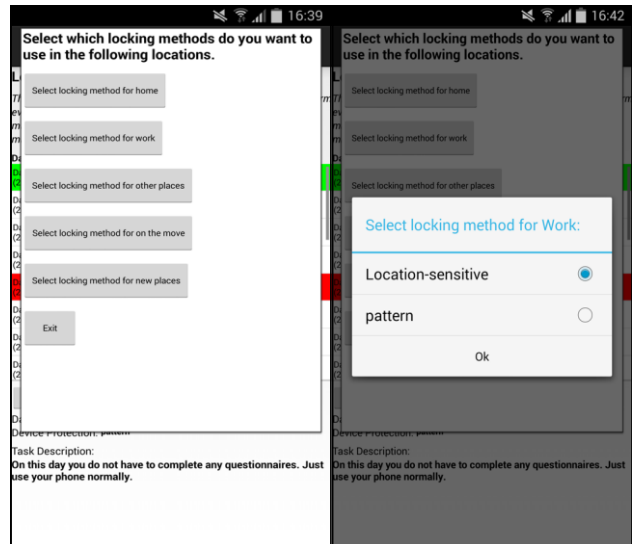 16:39
Select which locking methods do you want to
use in the following locations.
Select locking method for home
Select locking method for work
Select locking method for other places
Select locking method for on the move
Select locking method for new places
Exit
Device Protection: pattern
Task Description:
On this day you do not have to complete any questionnaires. Just
use your phone normally.
16:42
Select which locking methods do you want to
use in the following locations.
Select locking method for home
Select locking method for work
Select locking method for other places
Select locking method for Work:
Location-sensitive
pattern
Ok
Task Description:
On this day you do not have to complete any questionnaires. Just
use your phone normally.